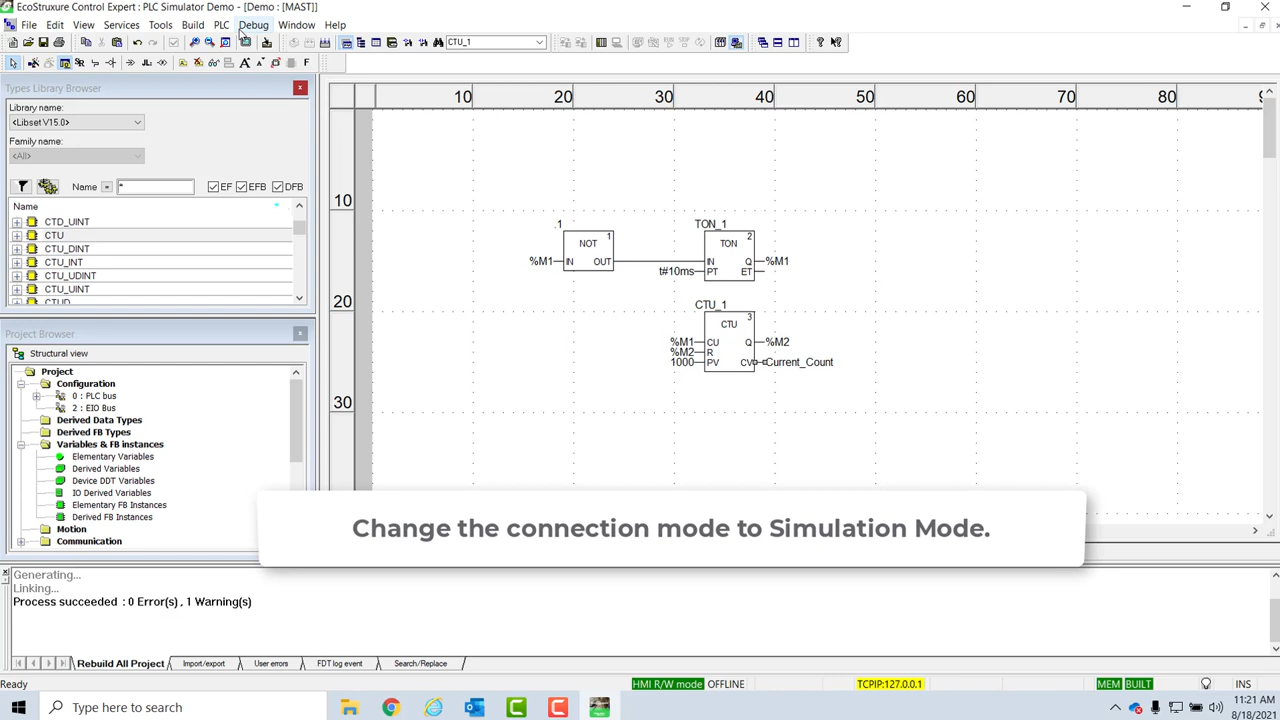 EcoStruxure Control Expert : PLC Simulator Demo - [Demo : [MAST]]
File Edit View Services Tools Build PLC Debug Window Help
CTU_1
Types Library Browser
Library name:
<Libset V15.0>
Family name:
<All>
Name = * EF EFB DFB
Name
CTD_UINT
CTU
CTU_DINT
CTU_INT
CTU_UDINT
CTU_UINT
CTUD
Project Browser
Structural view
Project
Configuration
0 : PLC bus
2 : EIO Bus
Derived Data Types
Derived FB Types
Variables & FB instances
Elementary Variables
Derived Variables
Device DDT Variables
IO Derived Variables
Elementary FB Instances
Derived FB Instances
Motion
Communication
10 20 30 40 50 60 70 80
10
20
30
.1
NOT 1
%M1 IN OUT
TON_1
TON 2
IN Q %M1
t#10ms PT ET
CTU_1
CTU 3
%M1 CU Q %M2
%M2 R
1000 PV CV Current_Count
Change the connection mode to Simulation Mode.
Generating...
Linking...
Process succeeded : 0 Error(s) , 1 Warning(s)
Rebuild All Project Import/export User errors FDT log event Search/Replace
Ready HMI R/W mode OFFLINE TCPIP:127.0.0.1 MEM BUILT INS
Type here to search
11:21 AM
8/18/2021